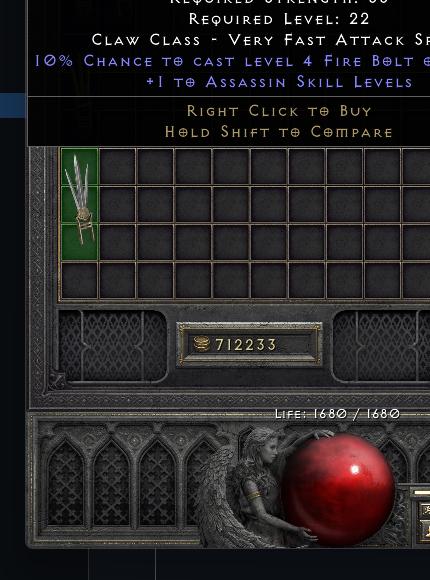 Required Level: 22
Claw Class - Very Fast Attack
10% Chance to cast level 4 Fire Bolt
+1 to Assassin Skill Levels
Right Click to Buy
Hold Shift to Compare
712233
Life: 1680 / 1680